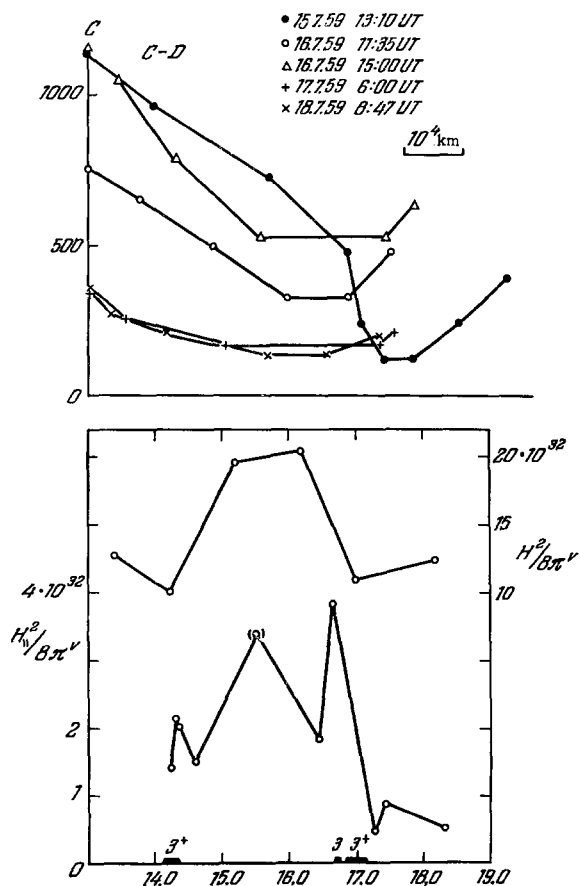 C
C-D
● 15.7.59 13:10 UT
○ 16.7.59 11:35 UT
△ 16.7.59 15:00 UT
+ 17.7.59 6:00 UT
× 18.7.59 8:47 UT
10⁴ km
1000
500
0
20·10³²
15
H²/8πV
10
4·10³²
H²∥/8πV
2
1
0
3⁺ 3 3⁺
14.0 15.0 16.0 17.0 18.0 19.0